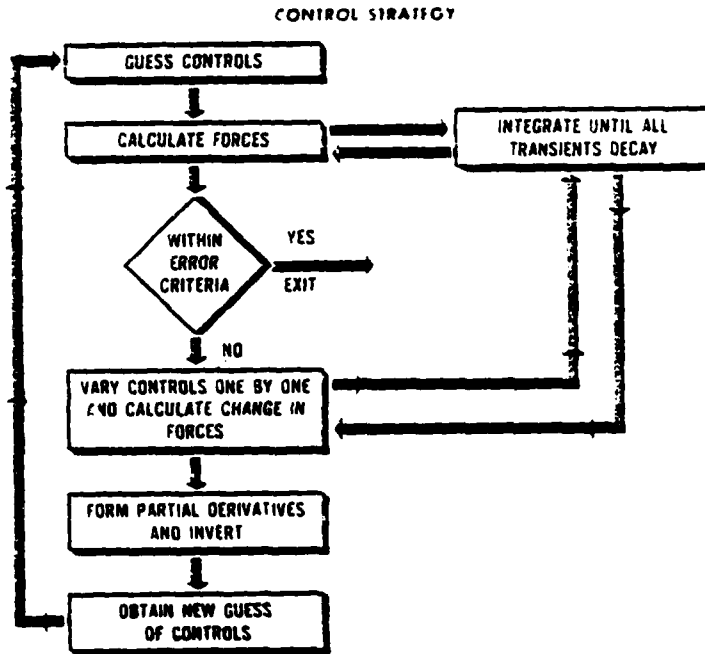 CONTROL STRATEGY
GUESS CONTROLS
CALCULATE FORCES
INTEGRATE UNTIL ALL
TRANSIENTS DECAY
WITHIN
ERROR
CRITERIA
YES
EXIT
NO
VARY CONTROLS ONE BY ONE
AND CALCULATE CHANGE IN
FORCES
FORM PARTIAL DERIVATIVES
AND INVERT
OBTAIN NEW GUESS
OF CONTROLS